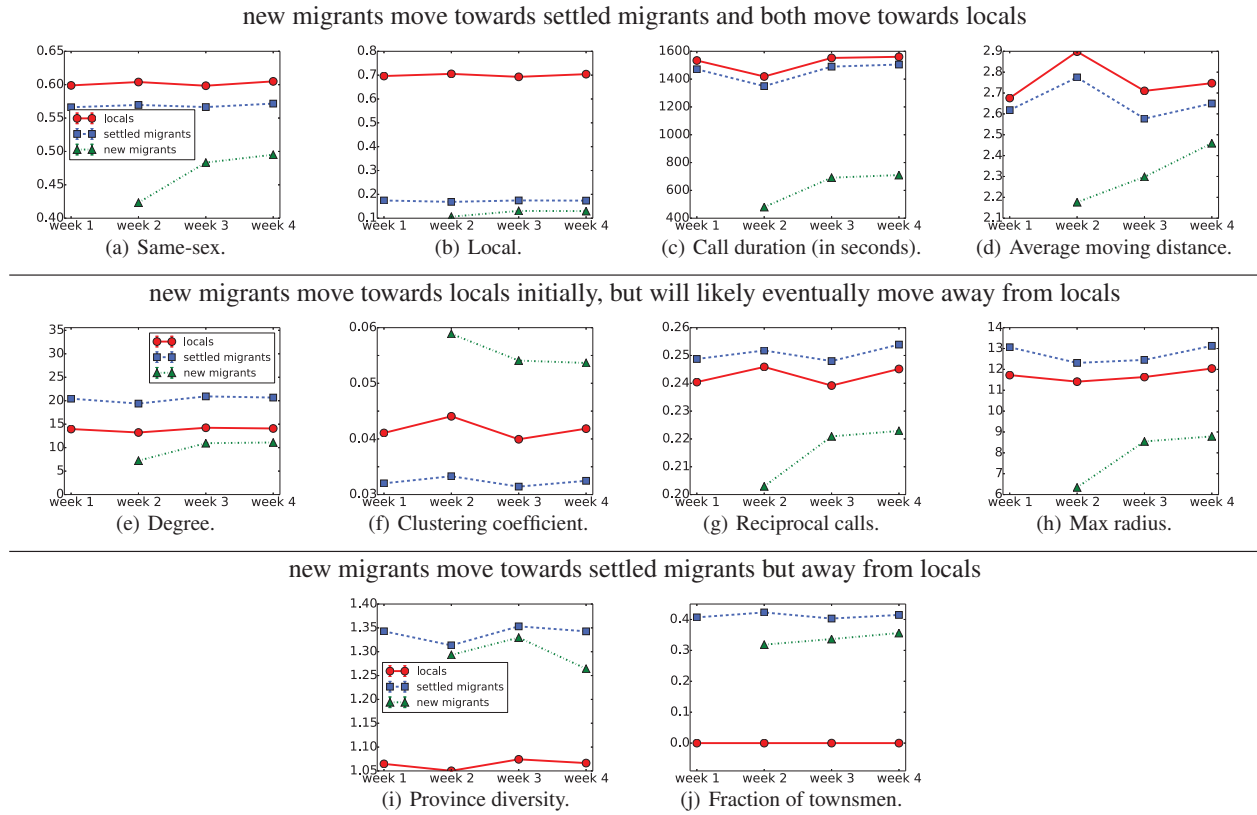 new migrants move towards settled migrants and both move towards locals
0.65
0.60
0.55
0.50
0.45
0.40
locals
settled migrants
new migrants
week 1 week 2 week 3 week 4
(a) Same-sex.
0.8
0.7
0.6
0.5
0.4
0.3
0.2
0.1
week 1 week 2 week 3 week 4
(b) Local.
1600
1400
1200
1000
800
600
400
week 1 week 2 week 3 week 4
(c) Call duration (in seconds).
2.9
2.8
2.7
2.6
2.5
2.4
2.3
2.2
2.1
week 1 week 2 week 3 week 4
(d) Average moving distance.
new migrants move towards locals initially, but will likely eventually move away from locals
35
30
25
20
15
10
5
0
locals
settled migrants
new migrants
week 1 week 2 week 3 week 4
(e) Degree.
0.06
0.05
0.04
0.03
week 1 week 2 week 3 week 4
(f) Clustering coefficient.
0.26
0.25
0.24
0.23
0.22
0.21
0.20
week 1 week 2 week 3 week 4
(g) Reciprocal calls.
14
13
12
11
10
9
8
7
6
week 1 week 2 week 3 week 4
(h) Max radius.
new migrants move towards settled migrants but away from locals
1.40
1.35
1.30
1.25
1.20
1.15
1.10
1.05
locals
settled migrants
new migrants
week 1 week 2 week 3 week 4
(i) Province diversity.
0.4
0.3
0.2
0.1
0.0
week 1 week 2 week 3 week 4
(j) Fraction of townsmen.